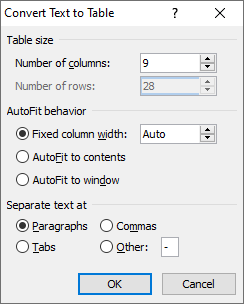 Convert Text to Table ? ×
Table size
Number of columns: 9
Number of rows: 28
AutoFit behavior
Fixed column width: Auto
AutoFit to contents
AutoFit to window
Separate text at
Paragraphs Commas
Tabs Other: -
OK Cancel